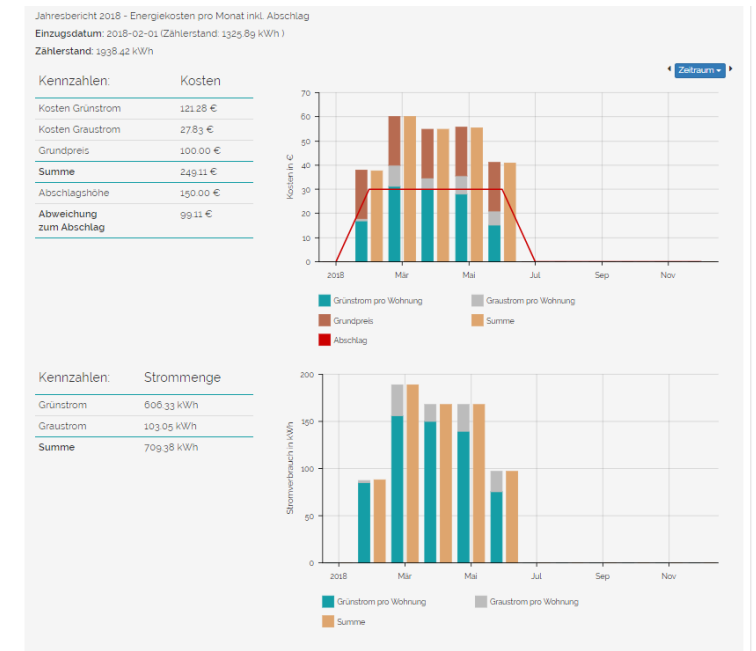 Jahresbericht 2018 - Energiekosten pro Monat inkl. Abschlag
Einzugsdatum: 2018-02-01 (Zählerstand: 1325.89 kWh )
Zählerstand: 1938.42 kWh
Zeitraum
Kennzahlen: Kosten
Kosten Grünstrom 121.28 €
Kosten Graustrom 27.83 €
Grundpreis 100.00 €
Summe 249.11 €
Abschlagshöhe 150.00 €
Abweichung
zum Abschlag 99.11 €
Kosten in €
70
60
50
40
30
20
10
0
2018 Mär Mai Jul Sep Nov
Grünstrom pro Wohnung Graustrom pro Wohnung
Grundpreis Summe
Abschlag
Kennzahlen: Strommenge
Grünstrom 606.33 kWh
Graustrom 103.05 kWh
Summe 709.38 kWh
Stromverbrauch in kWh
200
150
100
50
0
2018 Mär Mai Jul Sep Nov
Grünstrom pro Wohnung Graustrom pro Wohnung
Summe